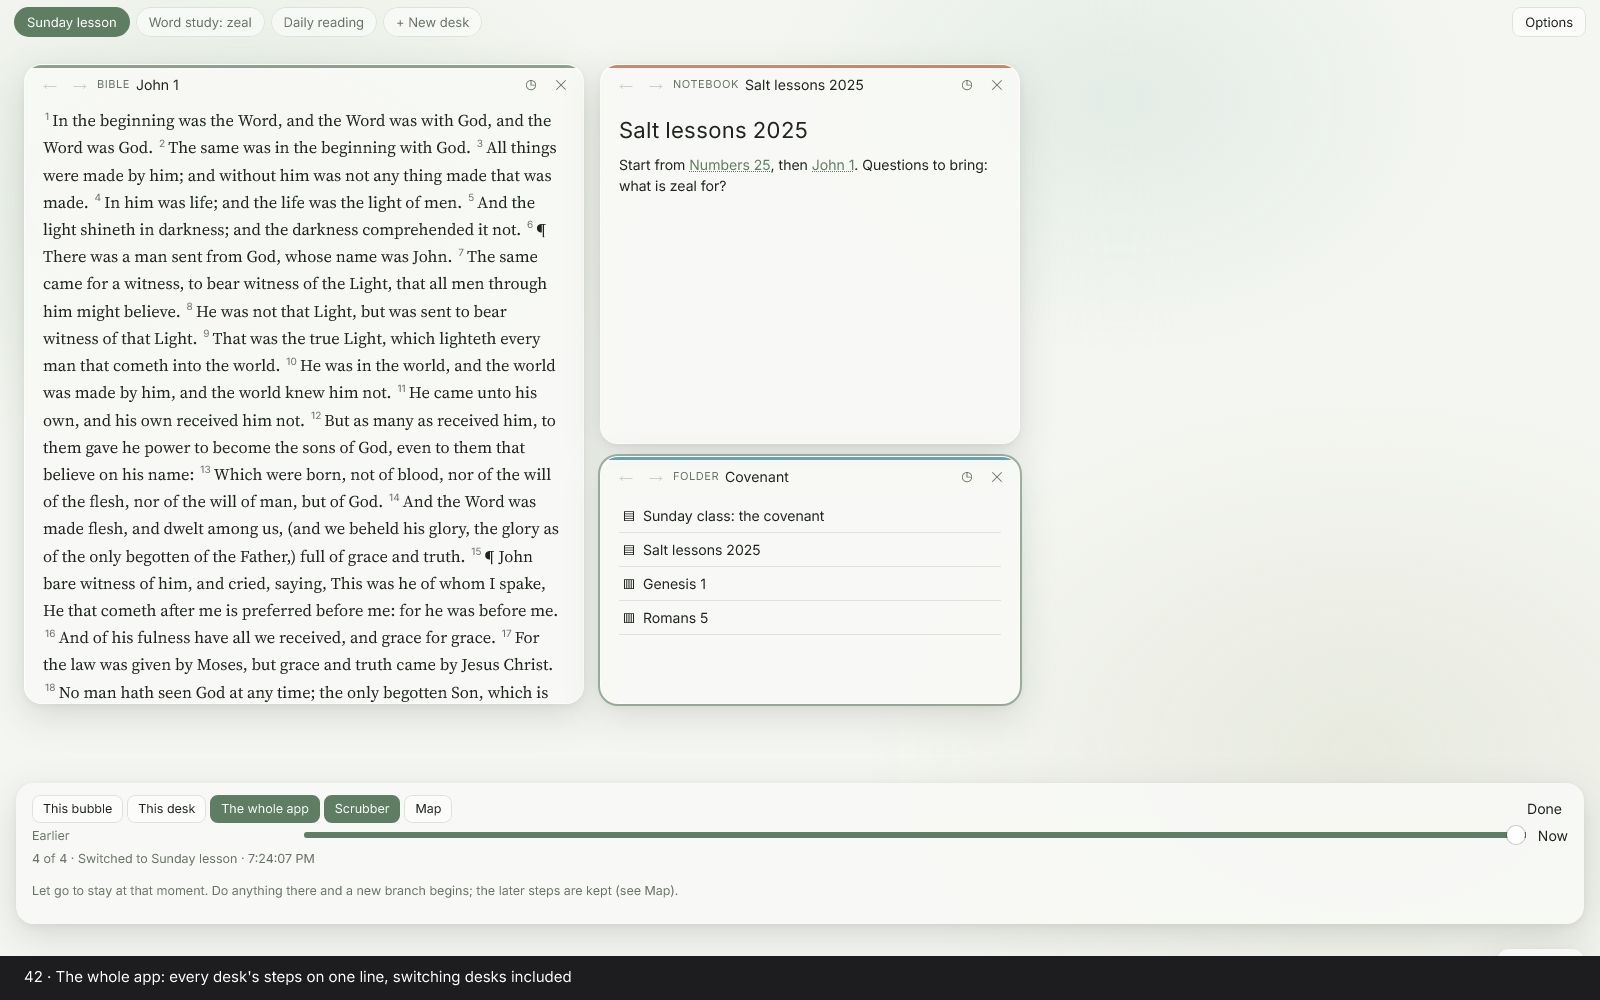 Sunday lesson Word study: zeal Daily reading + New desk Options
← → BIBLE John 1
1 In the beginning was the Word, and the Word was with God, and the
Word was God. 2 The same was in the beginning with God. 3 All things
were made by him; and without him was not any thing made that was
made. 4 In him was life; and the life was the light of men. 5 And the
light shineth in darkness; and the darkness comprehended it not. 6 ¶
There was a man sent from God, whose name was John. 7 The same
came for a witness, to bear witness of the Light, that all men through
him might believe. 8 He was not that Light, but was sent to bear
witness of that Light. 9 That was the true Light, which lighteth every
man that cometh into the world. 10 He was in the world, and the world
was made by him, and the world knew him not. 11 He came unto his
own, and his own received him not. 12 But as many as received him, to
them gave he power to become the sons of God, even to them that
believe on his name: 13 Which were born, not of blood, nor of the will
of the flesh, nor of the will of man, but of God. 14 And the Word was
made flesh, and dwelt among us, (and we beheld his glory, the glory as
of the only begotten of the Father,) full of grace and truth. 15 ¶ John
bare witness of him, and cried, saying, This was he of whom I spake,
He that cometh after me is preferred before me: for he was before me.
16 And of his fulness have all we received, and grace for grace. 17 For
the law was given by Moses, but grace and truth came by Jesus Christ.
18 No man hath seen God at any time; the only begotten Son, which is
← → NOTEBOOK Salt lessons 2025
Salt lessons 2025
Start from Numbers 25, then John 1. Questions to bring:
what is zeal for?
← → FOLDER Covenant
Sunday class: the covenant
Salt lessons 2025
Genesis 1
Romans 5
This bubble This desk The whole app Scrubber Map Done
Earlier Now
4 of 4 · Switched to Sunday lesson · 7:24:07 PM
Let go to stay at that moment. Do anything there and a new branch begins; the later steps are kept (see Map).
42 · The whole app: every desk's steps on one line, switching desks included